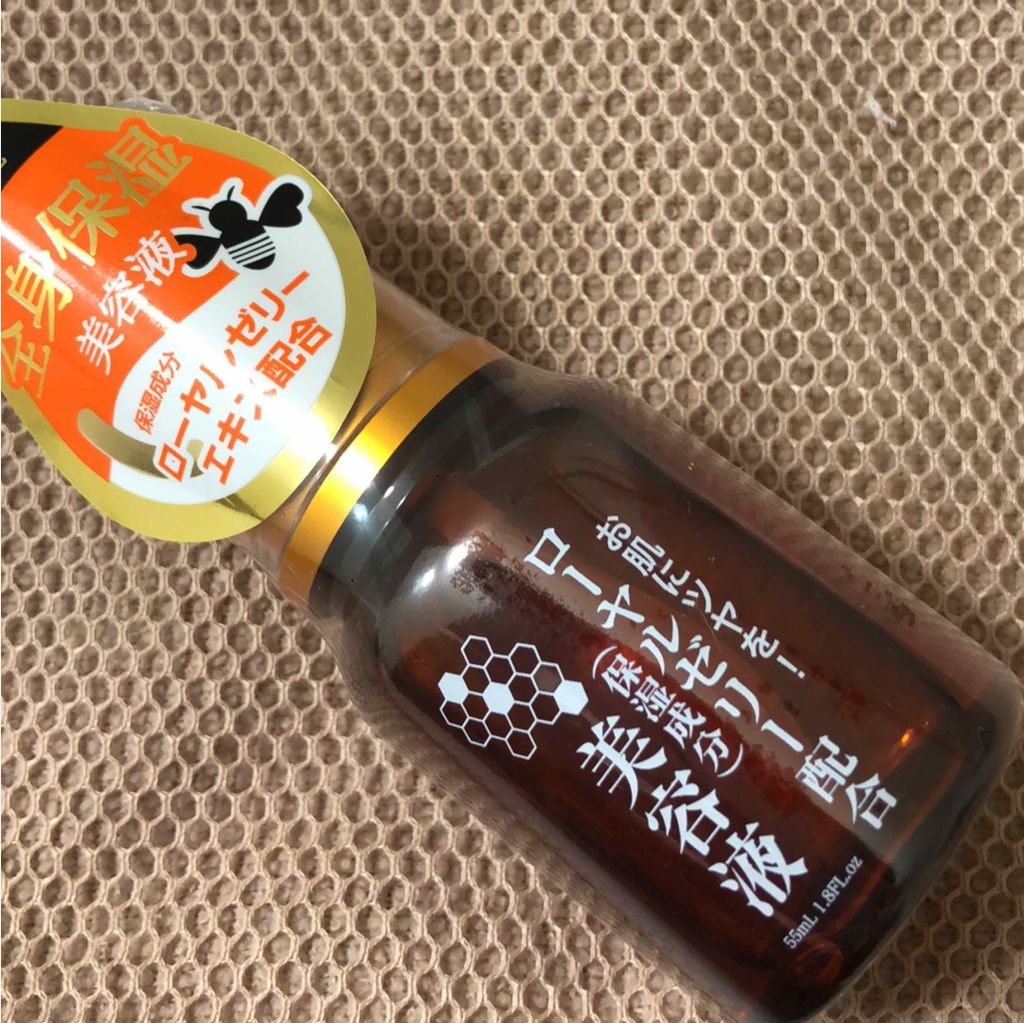 全身保湿
美容液
保湿成分
ローヤルゼリー
エキス配合
お肌にツヤを!
ローヤルゼリー配合
(保湿成分)
美容液
55mL 1.8FL.oz